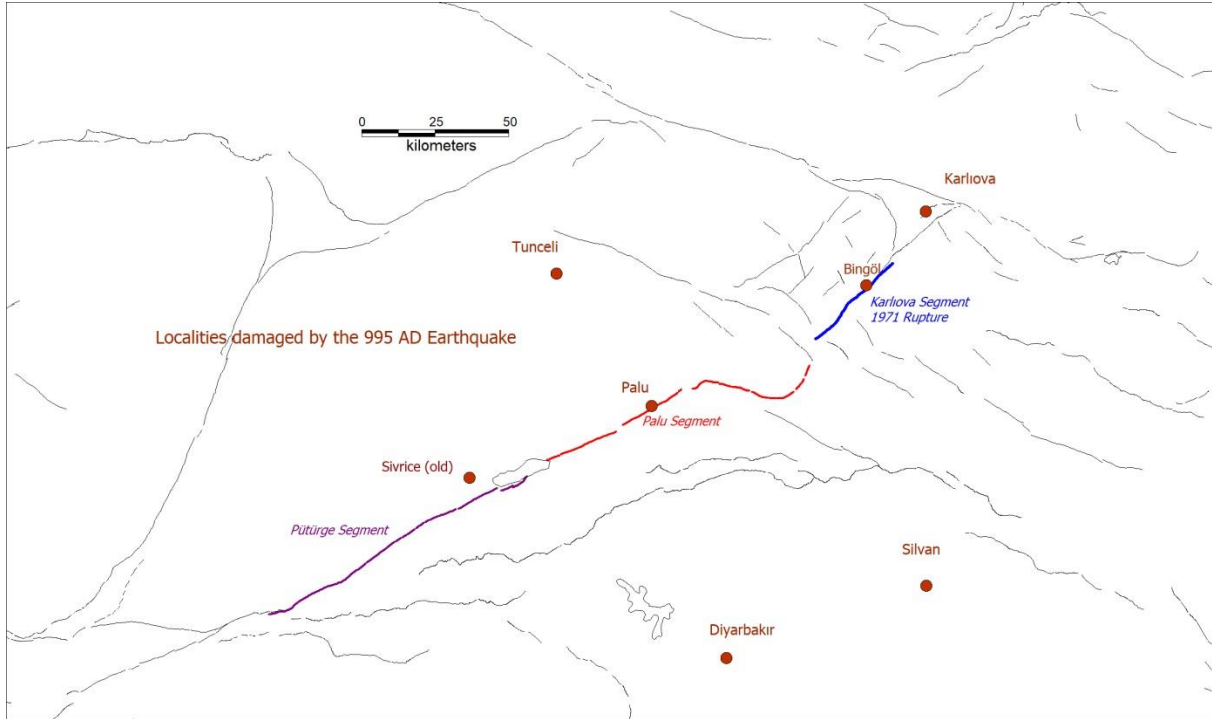 0 25 50
kilometers
Karlıova
Tunceli
Bingöl
Karlıova Segment
1971 Rupture
Localities damaged by the 995 AD Earthquake
Palu
Palu Segment
Sivrice (old)
Pütürge Segment
Silvan
Diyarbakır